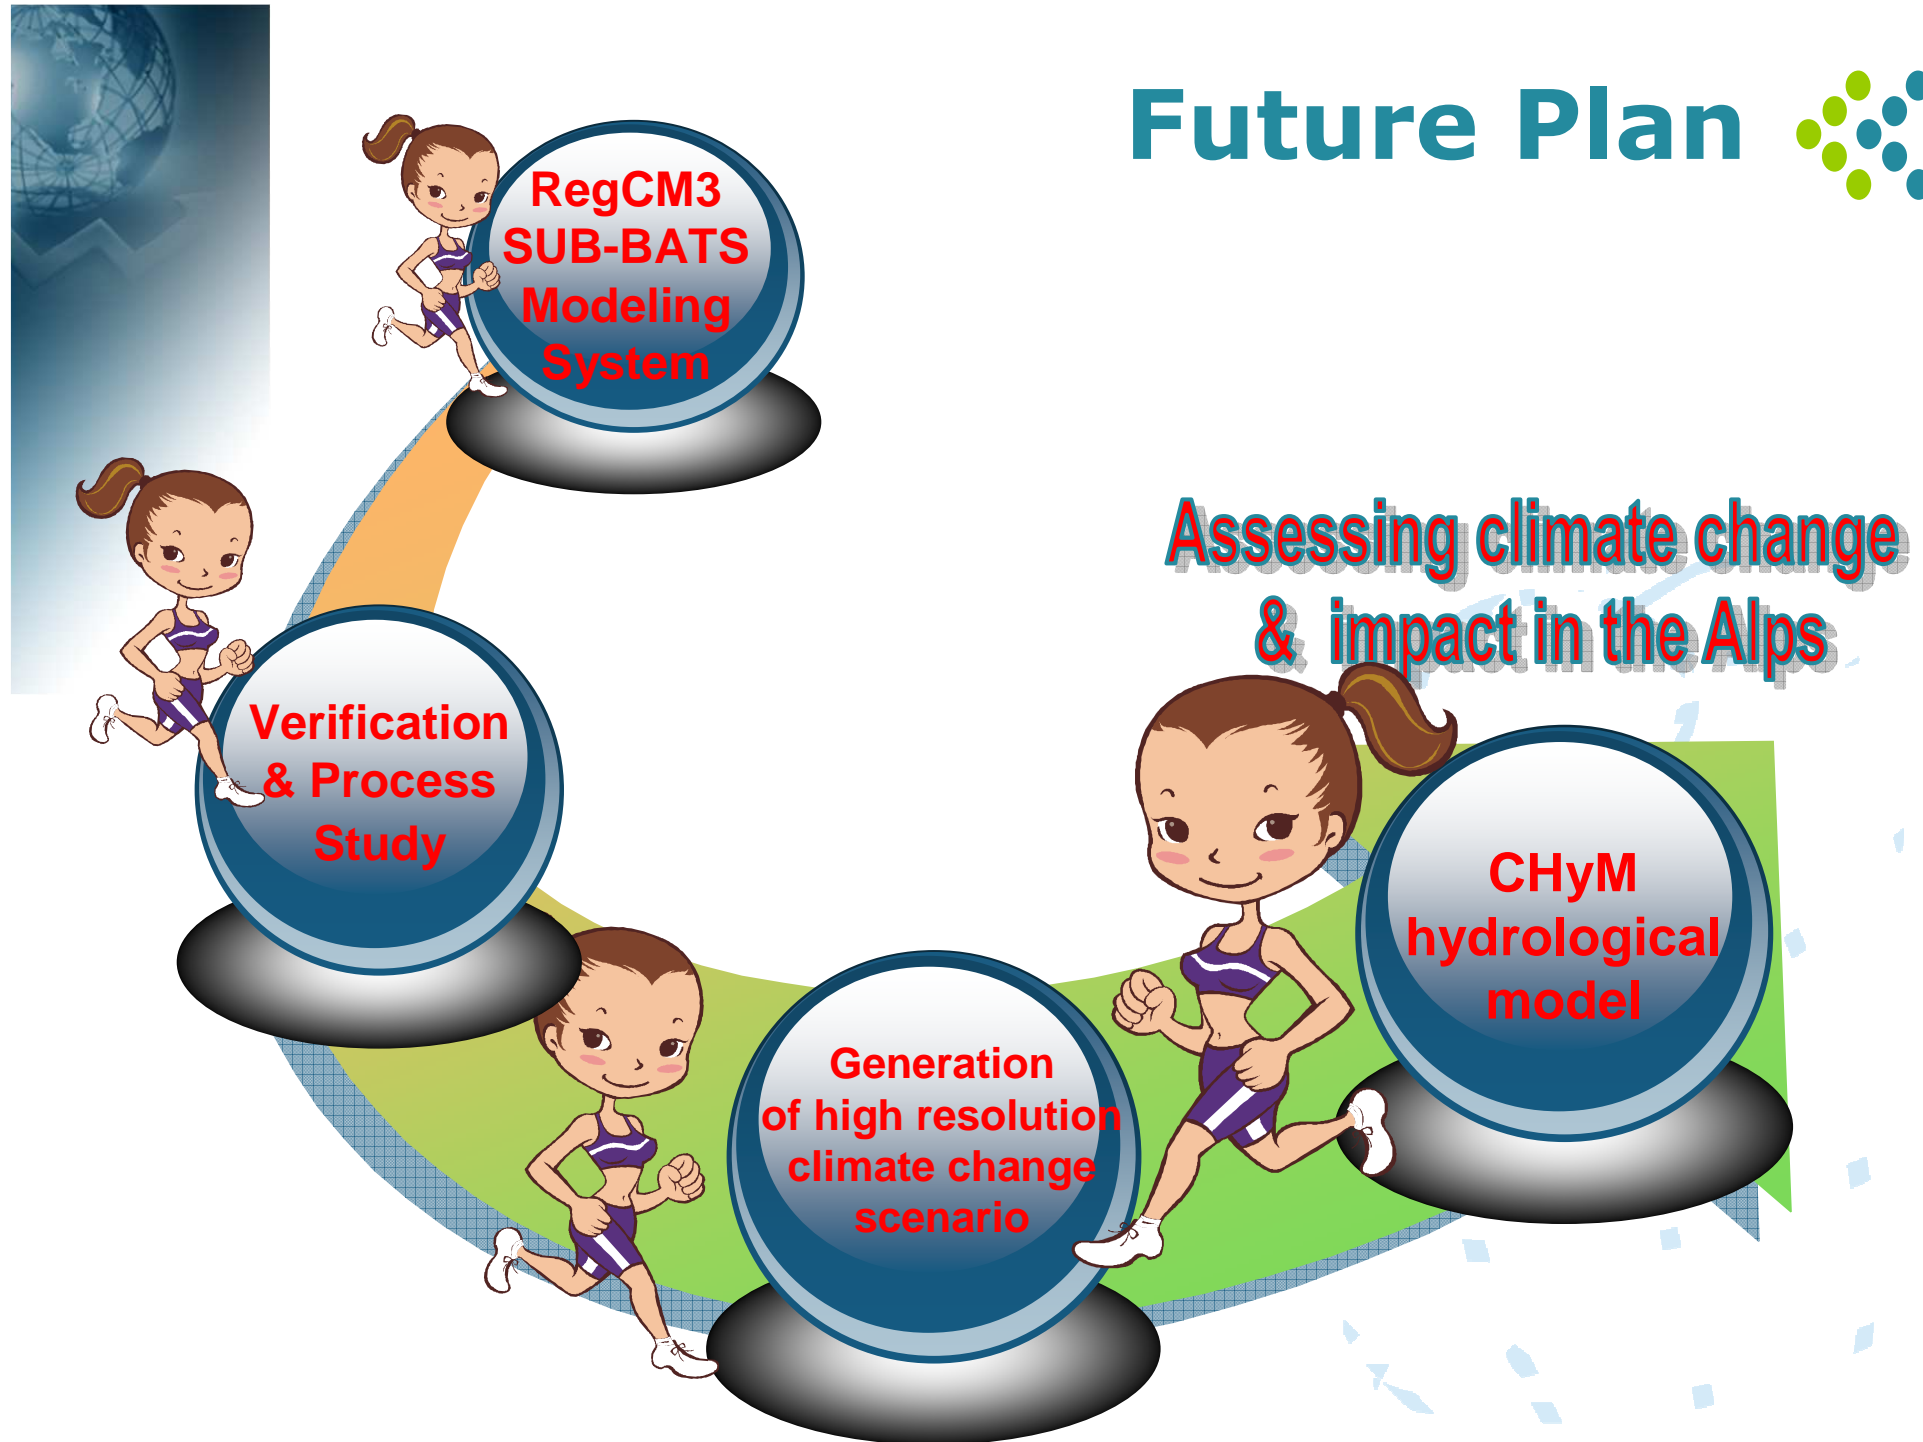 Future Plan
RegCM3
SUB-BATS
Modeling
System
Assessing climate change
& impact in the Alps
Verification
& Process
Study
CHyM
hydrological
model
Generation
of high resolution
climate change
scenario